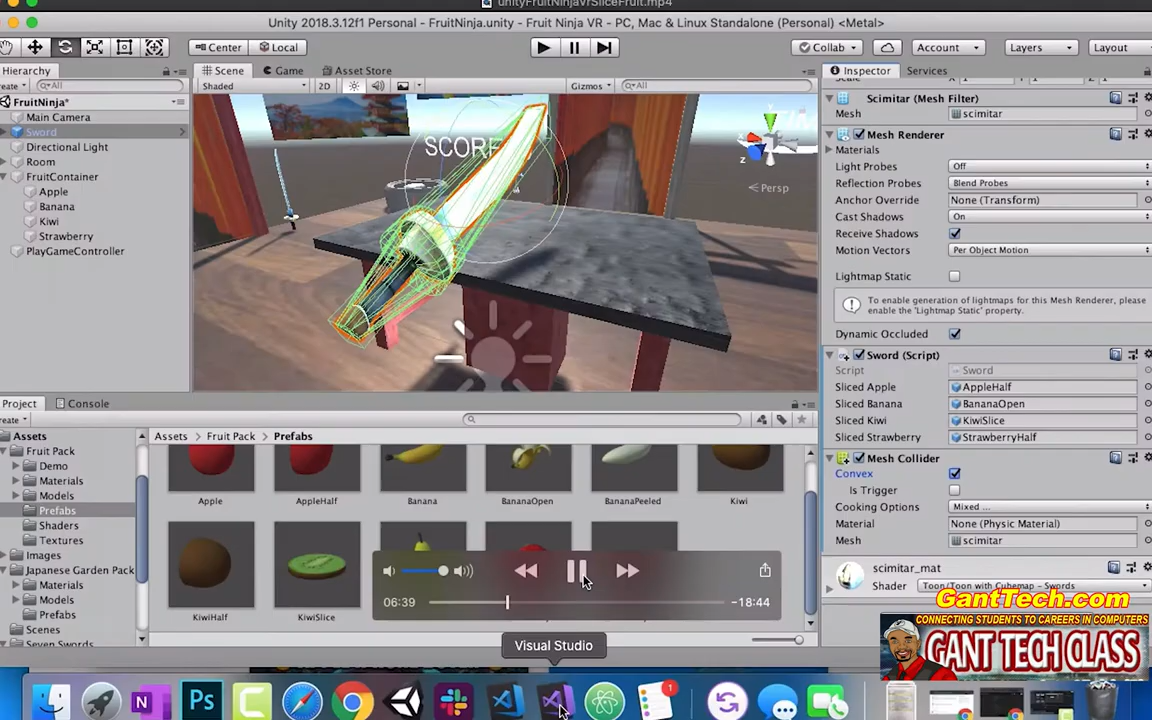 unityFruitNinjaVrSliceFruit.mp4
Unity 2018.3.12f1 Personal - FruitNinja.unity - Fruit Ninja VR - PC, Mac & Linux Standalone (Personal) <Metal>
Center
Local
Collab
Account
Layers
Layout
Hierarchy
Scene
Game
Asset Store
Inspector
Services
All
Shaded
2D
Gizmos
All
FruitNinja*
Main Camera
Sword
Directional Light
Room
FruitContainer
Apple
Banana
Kiwi
Strawberry
PlayGameController
SCORE
z
Persp
Scimitar (Mesh Filter)
Mesh
scimitar
Mesh Renderer
Materials
Light Probes
Off
Reflection Probes
Blend Probes
Anchor Override
None (Transform)
Cast Shadows
On
Receive Shadows
Motion Vectors
Per Object Motion
Lightmap Static
To enable generation of lightmaps for this Mesh Renderer, please
enable the 'Lightmap Static' property.
Dynamic Occluded
Sword (Script)
Script
Sword
Sliced Apple
AppleHalf
Sliced Banana
BananaOpen
Sliced Kiwi
KiwiSlice
Sliced Strawberry
StrawberryHalf
Mesh Collider
Convex
Is Trigger
Cooking Options
Mixed ...
Material
None (Physic Material)
Mesh
scimitar
scimitar_mat
Shader
Toon/Toon with Cubemap - Swords
Project
Console
Assets
Fruit Pack
Demo
Materials
Models
Prefabs
Shaders
Textures
Images
Japanese Garden Pack
Materials
Models
Prefabs
Scenes
Seven Swords
Assets
Fruit Pack
Prefabs
Apple
AppleHalf
Banana
BananaOpen
BananaPeeled
Kiwi
KiwiHalf
KiwiSlice
06:39
-18:44
Visual Studio
GantTech.com
CONNECTING STUDENTS TO CAREERS IN COMPUTERS
GANT TECH CLASS
N
Ps
C
1